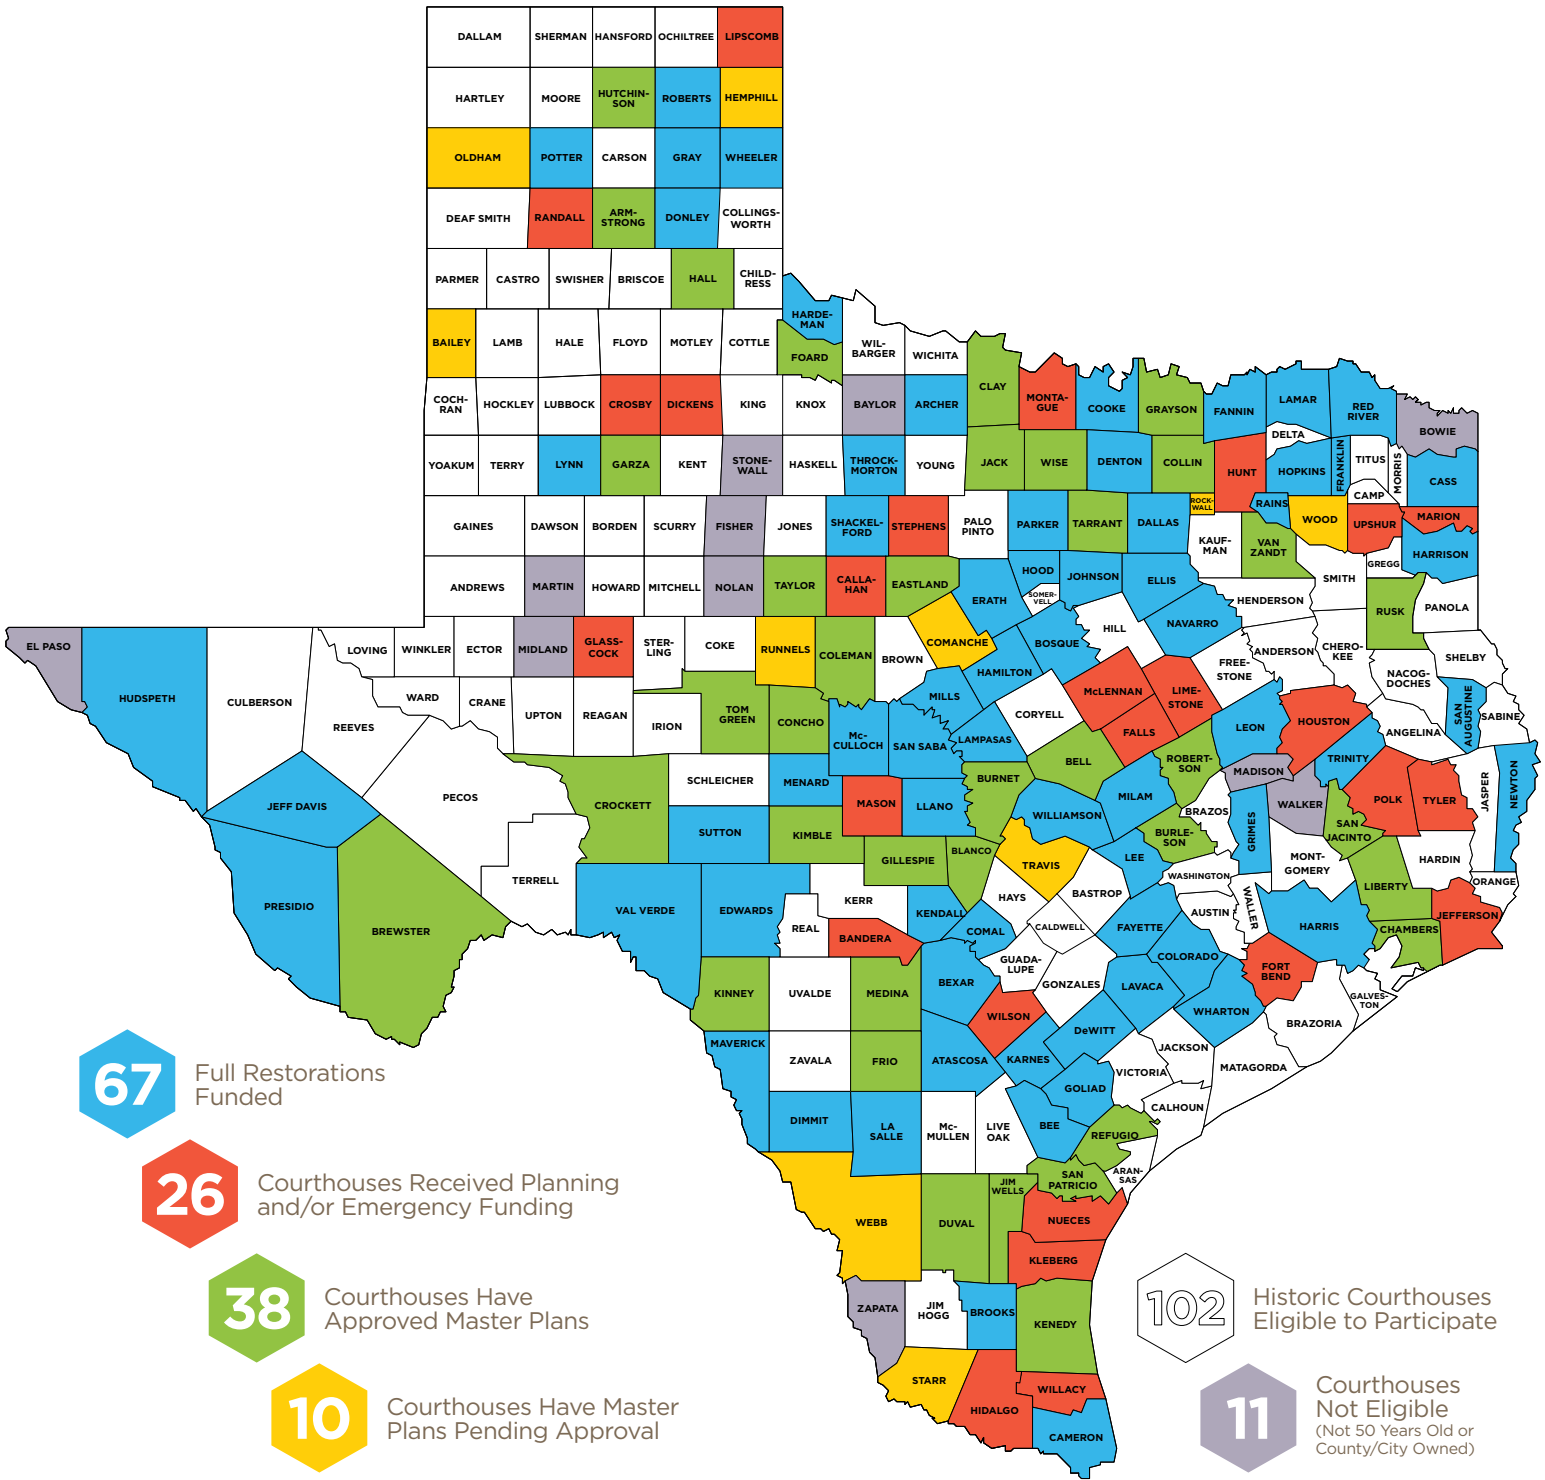 DALLAM
SHERMAN
HANSFORD
OCHILTREE
LIPSCOMB
HARTLEY
MOORE
HUTCHIN-
SON
ROBERTS
HEMPHILL
OLDHAM
POTTER
CARSON
GRAY
WHEELER
DEAF SMITH
RANDALL
ARM-
STRONG
DONLEY
COLLINGS-
WORTH
PARMER
CASTRO
SWISHER
BRISCOE
HALL
CHILD-
RESS
HARDE-
MAN
BAILEY
LAMB
HALE
FLOYD
MOTLEY
COTTLE
FOARD
WIL-
BARGER
WICHITA
CLAY
MONTA-
GUE
COOKE
GRAYSON
FANNIN
LAMAR
RED
RIVER
BOWIE
COCH-
RAN
HOCKLEY
LUBBOCK
CROSBY
DICKENS
KING
KNOX
BAYLOR
ARCHER
YOAKUM
TERRY
LYNN
GARZA
KENT
STONE-
WALL
HASKELL
THROCK-
MORTON
YOUNG
JACK
WISE
DENTON
COLLIN
HUNT
DELTA
HOPKINS
FRANKLIN
TITUS
MORRIS
CASS
CAMP
GAINES
DAWSON
BORDEN
SCURRY
FISHER
JONES
SHACKEL-
FORD
STEPHENS
PALO
PINTO
PARKER
TARRANT
DALLAS
ROCK-
WALL
RAINS
WOOD
UPSHUR
MARION
KAUF-
MAN
VAN
ZANDT
GREGG
HARRISON
ANDREWS
MARTIN
HOWARD
MITCHELL
NOLAN
TAYLOR
CALLA-
HAN
EASTLAND
ERATH
HOOD
SOMER-
VELL
JOHNSON
ELLIS
HENDERSON
SMITH
RUSK
PANOLA
EL PASO
HUDSPETH
CULBERSON
REEVES
LOVING
WINKLER
ECTOR
MIDLAND
GLASS-
COCK
STER-
LING
COKE
RUNNELS
COLEMAN
BROWN
COMANCHE
HAMILTON
BOSQUE
HILL
NAVARRO
FREE-
STONE
ANDERSON
CHERO-
KEE
NACOG-
DOCHES
SHELBY
WARD
CRANE
UPTON
REAGAN
IRION
TOM
GREEN
CONCHO
Mc-
CULLOCH
SAN SABA
MILLS
LAMPASAS
CORYELL
McLENNAN
LIME-
STONE
FALLS
LEON
HOUSTON
ANGELINA
SAN
AUGUSTINE
SABINE
JEFF DAVIS
PECOS
CROCKETT
SCHLEICHER
MENARD
MASON
LLANO
BURNET
BELL
ROBERT-
SON
MADISON
TRINITY
WALKER
POLK
TYLER
JASPER
NEWTON
SUTTON
KIMBLE
GILLESPIE
BLANCO
WILLIAMSON
MILAM
BRAZOS
BURLE-
SON
GRIMES
SAN
JACINTO
MONT-
GOMERY
HARDIN
ORANGE
PRESIDIO
BREWSTER
TERRELL
VAL VERDE
EDWARDS
REAL
KERR
KENDALL
HAYS
TRAVIS
BASTROP
LEE
WASHINGTON
WALLER
AUSTIN
HARRIS
LIBERTY
JEFFERSON
CHAMBERS
BANDERA
COMAL
CALDWELL
FAYETTE
COLORADO
FORT
BEND
GALVES-
TON
KINNEY
UVALDE
MEDINA
BEXAR
GUADA-
LUPE
GONZALES
LAVACA
WHARTON
BRAZORIA
WILSON
DeWITT
JACKSON
MATAGORDA
MAVERICK
ZAVALA
FRIO
ATASCOSA
KARNES
GOLIAD
VICTORIA
CALHOUN
DIMMIT
LA
SALLE
Mc-
MULLEN
LIVE
OAK
BEE
REFUGIO
ARAN-
SAS
SAN
PATRICIO
WEBB
DUVAL
JIM
WELLS
NUECES
KLEBERG
ZAPATA
JIM
HOGG
BROOKS
KENEDY
STARR
HIDALGO
WILLACY
CAMERON
67
Full Restorations
Funded
26
Courthouses Received Planning
and/or Emergency Funding
38
Courthouses Have
Approved Master Plans
10
Courthouses Have Master
Plans Pending Approval
102
Historic Courthouses
Eligible to Participate
11
Courthouses
Not Eligible
(Not 50 Years Old or
County/City Owned)